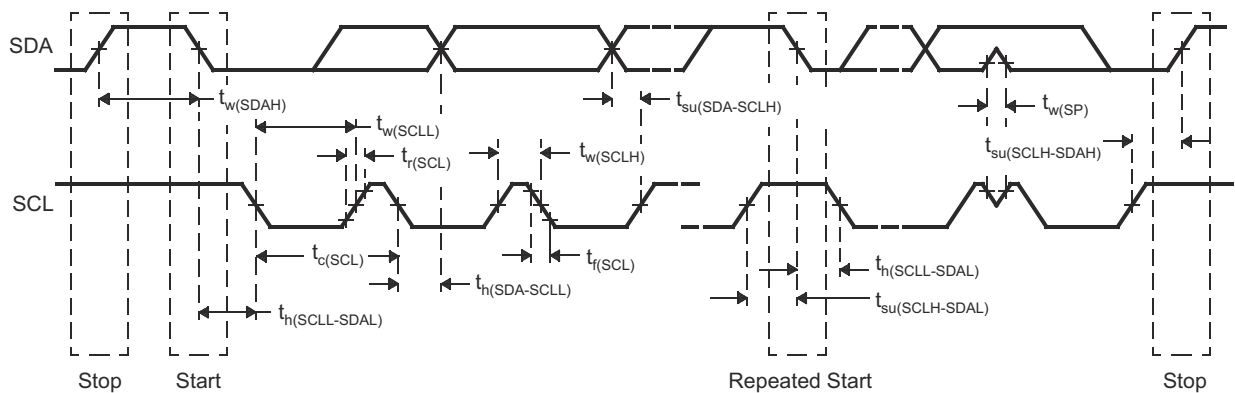 SDA
t_w(SDAH)
t_su(SDA-SCLH)
t_w(SP)
t_w(SCLL)
t_r(SCL)
t_w(SCLH)
t_su(SCLH-SDAH)
SCL
t_c(SCL)
t_f(SCL)
t_h(SCLL-SDAL)
t_h(SDA-SCLL)
t_su(SCLH-SDAL)
t_h(SCLL-SDAL)
Stop
Start
Repeated Start
Stop